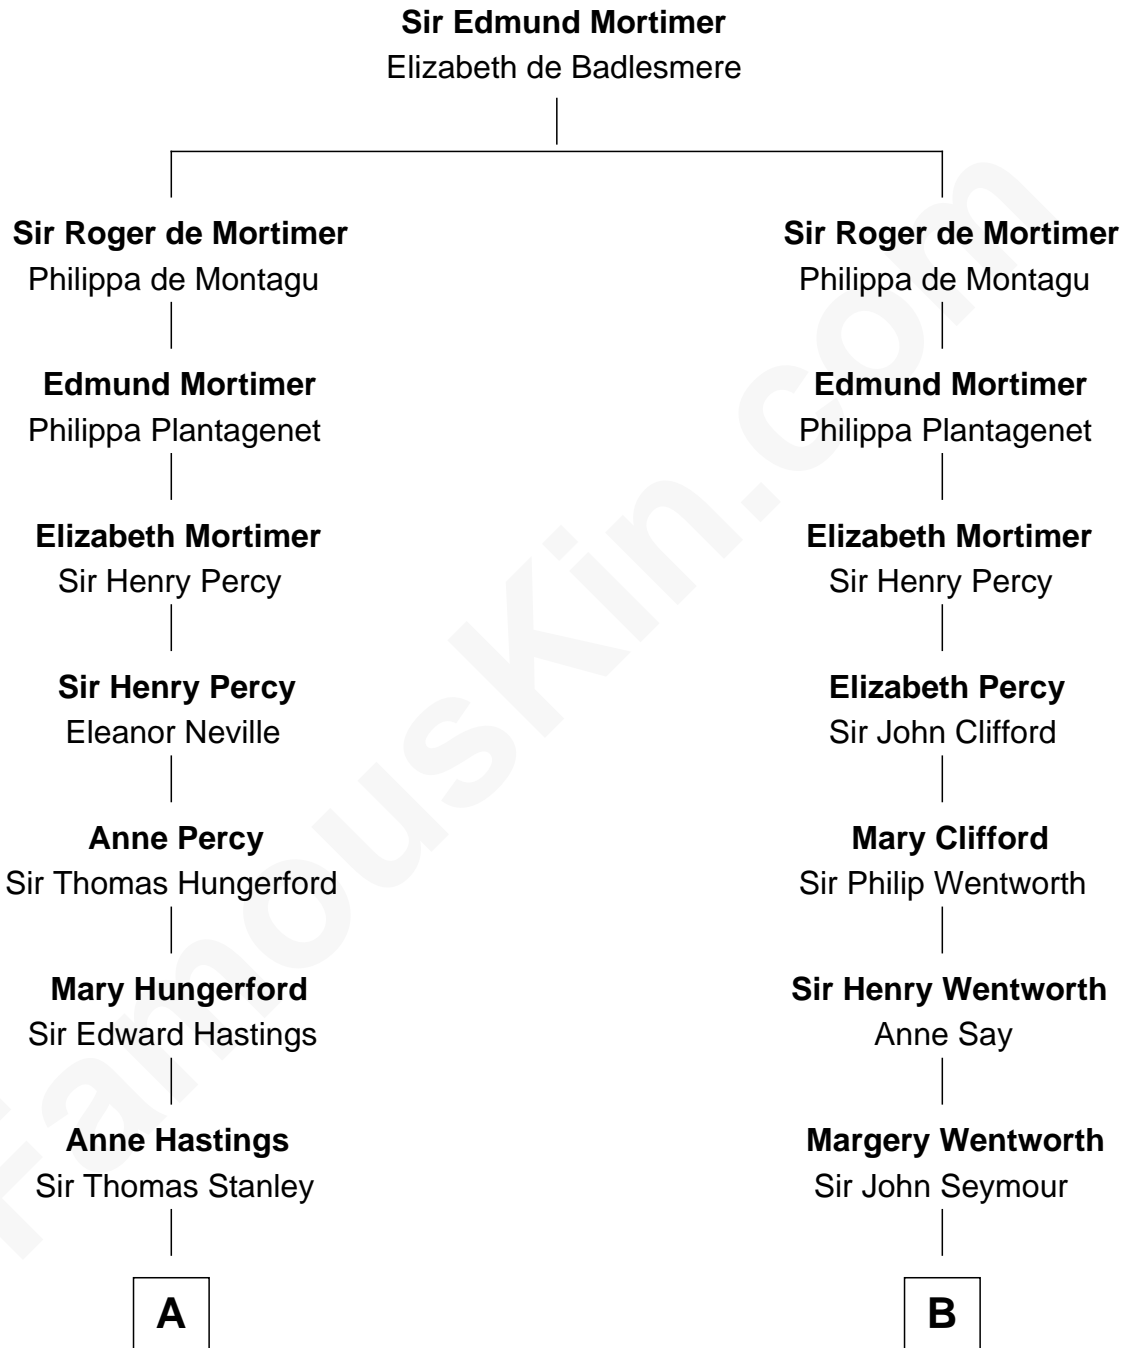 Sir Edmund Mortimer
Elizabeth de Badlesmere
Sir Roger de Mortimer
Philippa de Montagu
Sir Roger de Mortimer
Philippa de Montagu
Edmund Mortimer
Philippa Plantagenet
Edmund Mortimer
Philippa Plantagenet
Elizabeth Mortimer
Sir Henry Percy
Elizabeth Mortimer
Sir Henry Percy
Sir Henry Percy
Eleanor Neville
Elizabeth Percy
Sir John Clifford
Anne Percy
Sir Thomas Hungerford
Mary Clifford
Sir Philip Wentworth
Mary Hungerford
Sir Edward Hastings
Sir Henry Wentworth
Anne Say
Anne Hastings
Sir Thomas Stanley
Margery Wentworth
Sir John Seymour
A
B
FamousKin.com